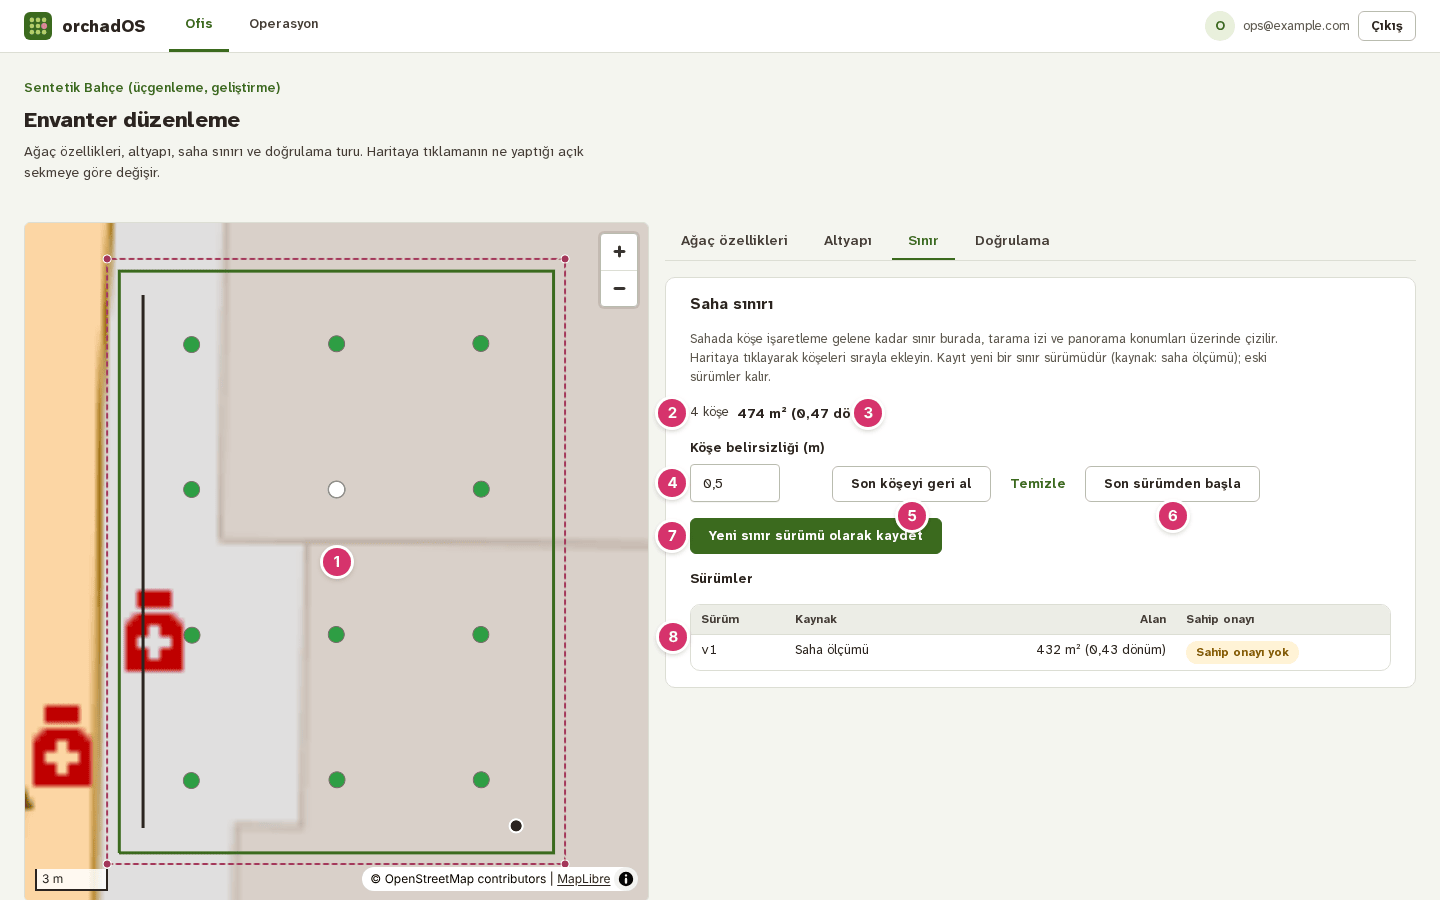 orchadOS
Ofis
Operasyon
O
ops@example.com
Çıkış
Sentetik Bahçe (üçgenleme, geliştirme)
Envanter düzenleme
Ağaç özellikleri, altyapı, saha sınırı ve doğrulama turu. Haritaya tıklamanın ne yaptığı açık
sekmeye göre değişir.
Ağaç özellikleri
Altyapı
Sınır
Doğrulama
Saha sınırı
Sahada köşe işaretleme gelene kadar sınır burada, tarama izi ve panorama konumları üzerinde çizilir.
Haritaya tıklayarak köşeleri sırayla ekleyin. Kayıt yeni bir sınır sürümüdür (kaynak: saha ölçümü); eski
sürümler kalır.
2
4 köşe
474 m² (0,47 dö
3
Köşe belirsizliği (m)
4
0,5
Son köşeyi geri al
Temizle
Son sürümden başla
5
6
7
Yeni sınır sürümü olarak kaydet
1
Sürümler
Sürüm
Kaynak
Alan
Sahip onayı
8
v1
Saha ölçümü
432 m² (0,43 dönüm)
Sahip onayı yok
3 m
© OpenStreetMap contributors | MapLibre